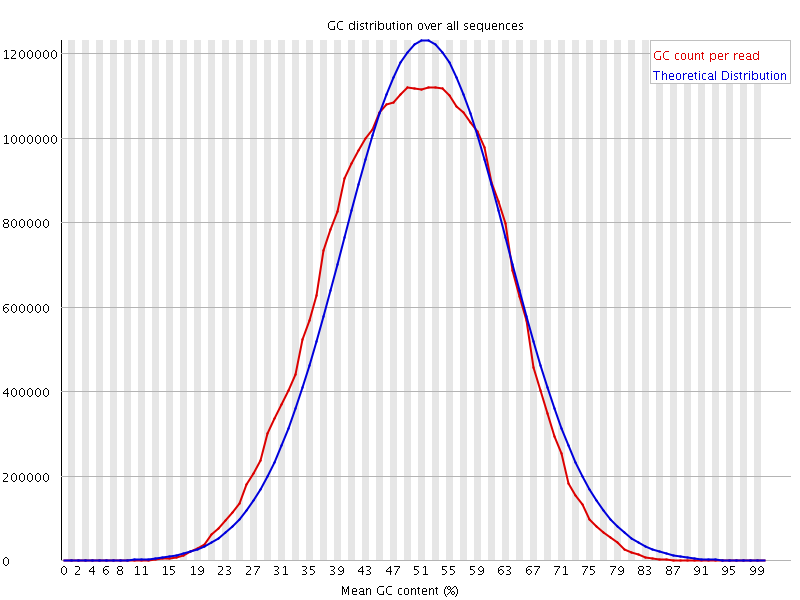 GC distribution over all sequences
GC count per read
Theoretical Distribution
1200000
1000000
800000
600000
400000
200000
0
0 2 4 6 8 11 15 19 23 27 31 35 39 43 47 51 55 59 63 67 71 75 79 83 87 91 95 99
Mean GC content (%)